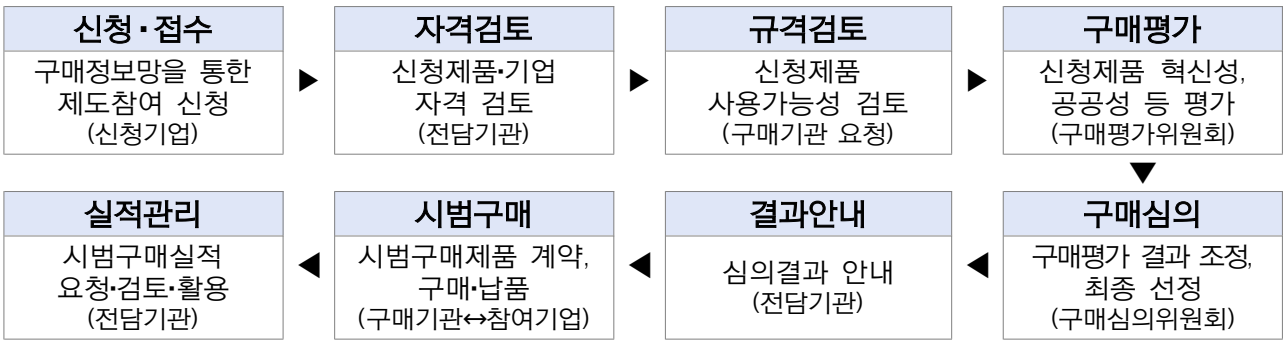 신청·접수
구매정보망을 통한
제도참여 신청
(신청기업)
▶
자격검토
신청제품·기업
자격 검토
(전담기관)
▶
규격검토
신청제품
사용가능성 검토
(구매기관 요청)
▶
구매평가
신청제품 혁신성,
공공성 등 평가
(구매평가위원회)
▼
구매심의
구매평가 결과 조정,
최종 선정
(구매심의위원회)
◀
결과안내
심의결과 안내
(전담기관)
◀
시범구매
시범구매제품 계약,
구매·납품
(구매기관↔참여기업)
◀
실적관리
시범구매실적
요청·검토·활용
(전담기관)